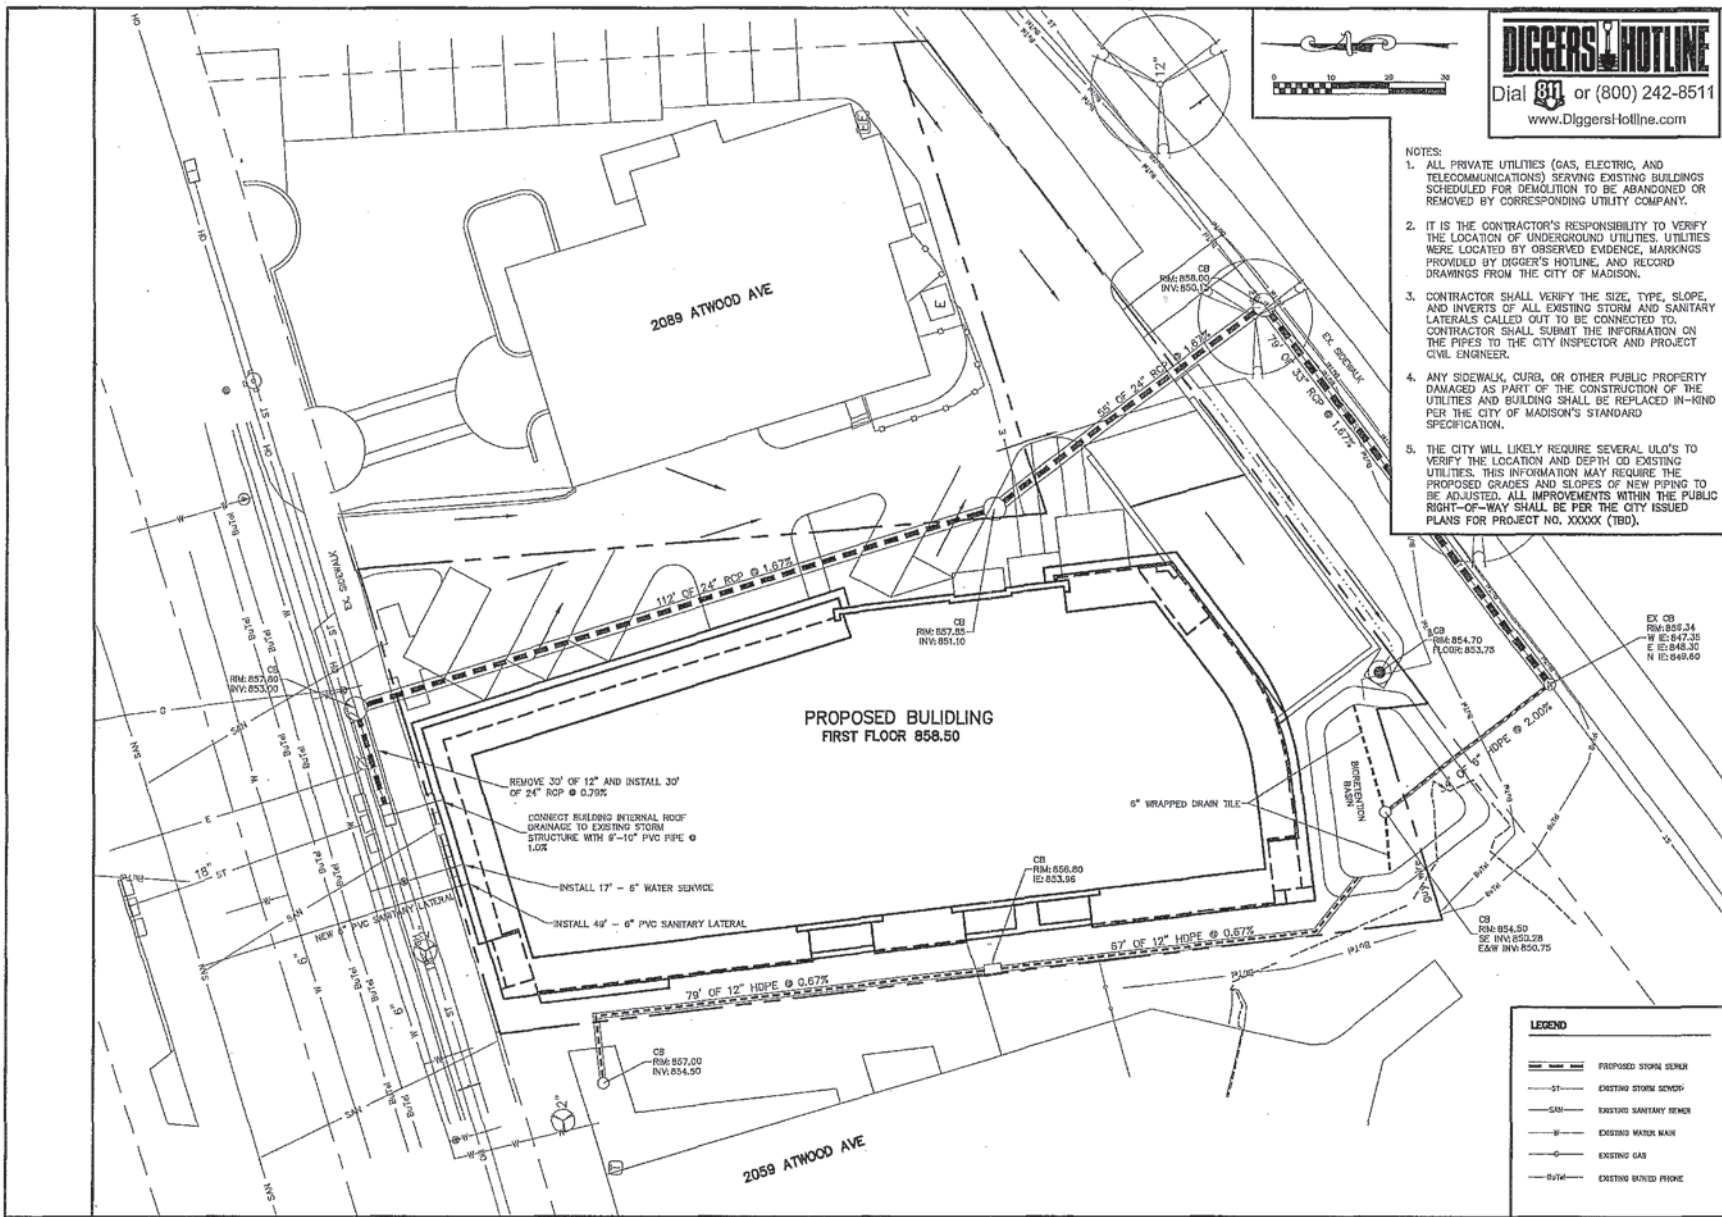 DIGGERS HOTLINE
Dial 811 or (800) 242-8511
www.DiggersHotline.com
0 10 20 30
NOTES:
1. ALL PRIVATE UTILITIES (GAS, ELECTRIC, AND
TELECOMMUNICATIONS) SERVING EXISTING BUILDINGS
SCHEDULED FOR DEMOLITION TO BE ABANDONED OR
REMOVED BY CORRESPONDING UTILITY COMPANY.
2. IT IS THE CONTRACTOR'S RESPONSIBILITY TO VERIFY
THE LOCATION OF UNDERGROUND UTILITIES. UTILITIES
WERE LOCATED BY OBSERVED EVIDENCE, MARKINGS
PROVIDED BY DIGGER'S HOTLINE, AND RECORD
DRAWINGS FROM THE CITY OF MADISON.
3. CONTRACTOR SHALL VERIFY THE SIZE, TYPE, SLOPE,
AND INVERTS OF ALL EXISTING STORM AND SANITARY
LATERALS CALLED OUT TO BE CONNECTED TO.
CONTRACTOR SHALL SUBMIT THE INFORMATION ON
THE PIPES TO THE CITY INSPECTOR AND PROJECT
CIVIL ENGINEER.
4. ANY SIDEWALK, CURB, OR OTHER PUBLIC PROPERTY
DAMAGED AS PART OF THE CONSTRUCTION OF THE
UTILITIES AND BUILDING SHALL BE REPLACED IN-KIND
PER THE CITY OF MADISON'S STANDARD
SPECIFICATION.
5. THE CITY WILL LIKELY REQUIRE SEVERAL ULO'S TO
VERIFY THE LOCATION AND DEPTH OD EXISTING
UTILITIES. THIS INFORMATION MAY REQUIRE THE
PROPOSED GRADES AND SLOPES OF NEW PIPING TO
BE ADJUSTED. ALL IMPROVEMENTS WITHIN THE PUBLIC
RIGHT-OF-WAY SHALL BE PER THE CITY ISSUED
PLANS FOR PROJECT NO. XXXXX (TBD).
12"
2089 ATWOOD AVE
E
CB
RIM: 858.00
INV: 850.15
55' OF 24" RCP @ 1.67%
79' OF 33" RCP @ 1.67%
EX. SIDEWALK
EX. SIDEWALK
112' OF 24" RCP @ 1.67%
CB
RIM: 857.85
INV: 851.10
CB
RIM: 857.80
INV: 853.00
CB
RIM: 854.70
FLOOR: 853.75
EX CB
RIM: 856.34
W IE: 847.35
E IE: 848.30
N IE: 849.60
PROPOSED BULIDLING
FIRST FLOOR 858.50
REMOVE 30' OF 12" AND INSTALL 30'
OF 24" RCP @ 0.79%
CONNECT BUILDING INTERNAL ROOF
DRAINAGE TO EXISTING STORM
STRUCTURE WITH 9'-10" PVC PIPE @
1.0%
INSTALL 17' - 6" WATER SERVICE
INSTALL 49' - 6" PVC SANITARY LATERAL
NEW 6" PVC SANITARY LATERAL
18" ST
6" WRAPPED DRAIN TILE
BIORETENTION
BASIN
HDPE @ 2.00%
CB
RIM: 856.80
IE: 853.96
CB
RIM: 854.50
SE INV: 850.28
E&W INV: 850.75
67' OF 12" HDPE @ 0.67%
79' OF 12" HDPE @ 0.67%
CB
RIM: 857.00
INV: 854.50
2059 ATWOOD AVE
LEGEND
PROPOSED STORM SEWER
ST EXISTING STORM SEWER
SAN EXISTING SANITARY SEWER
W EXISTING WATER MAIN
G EXISTING GAS
BuTel EXISTING BURIED PHONE